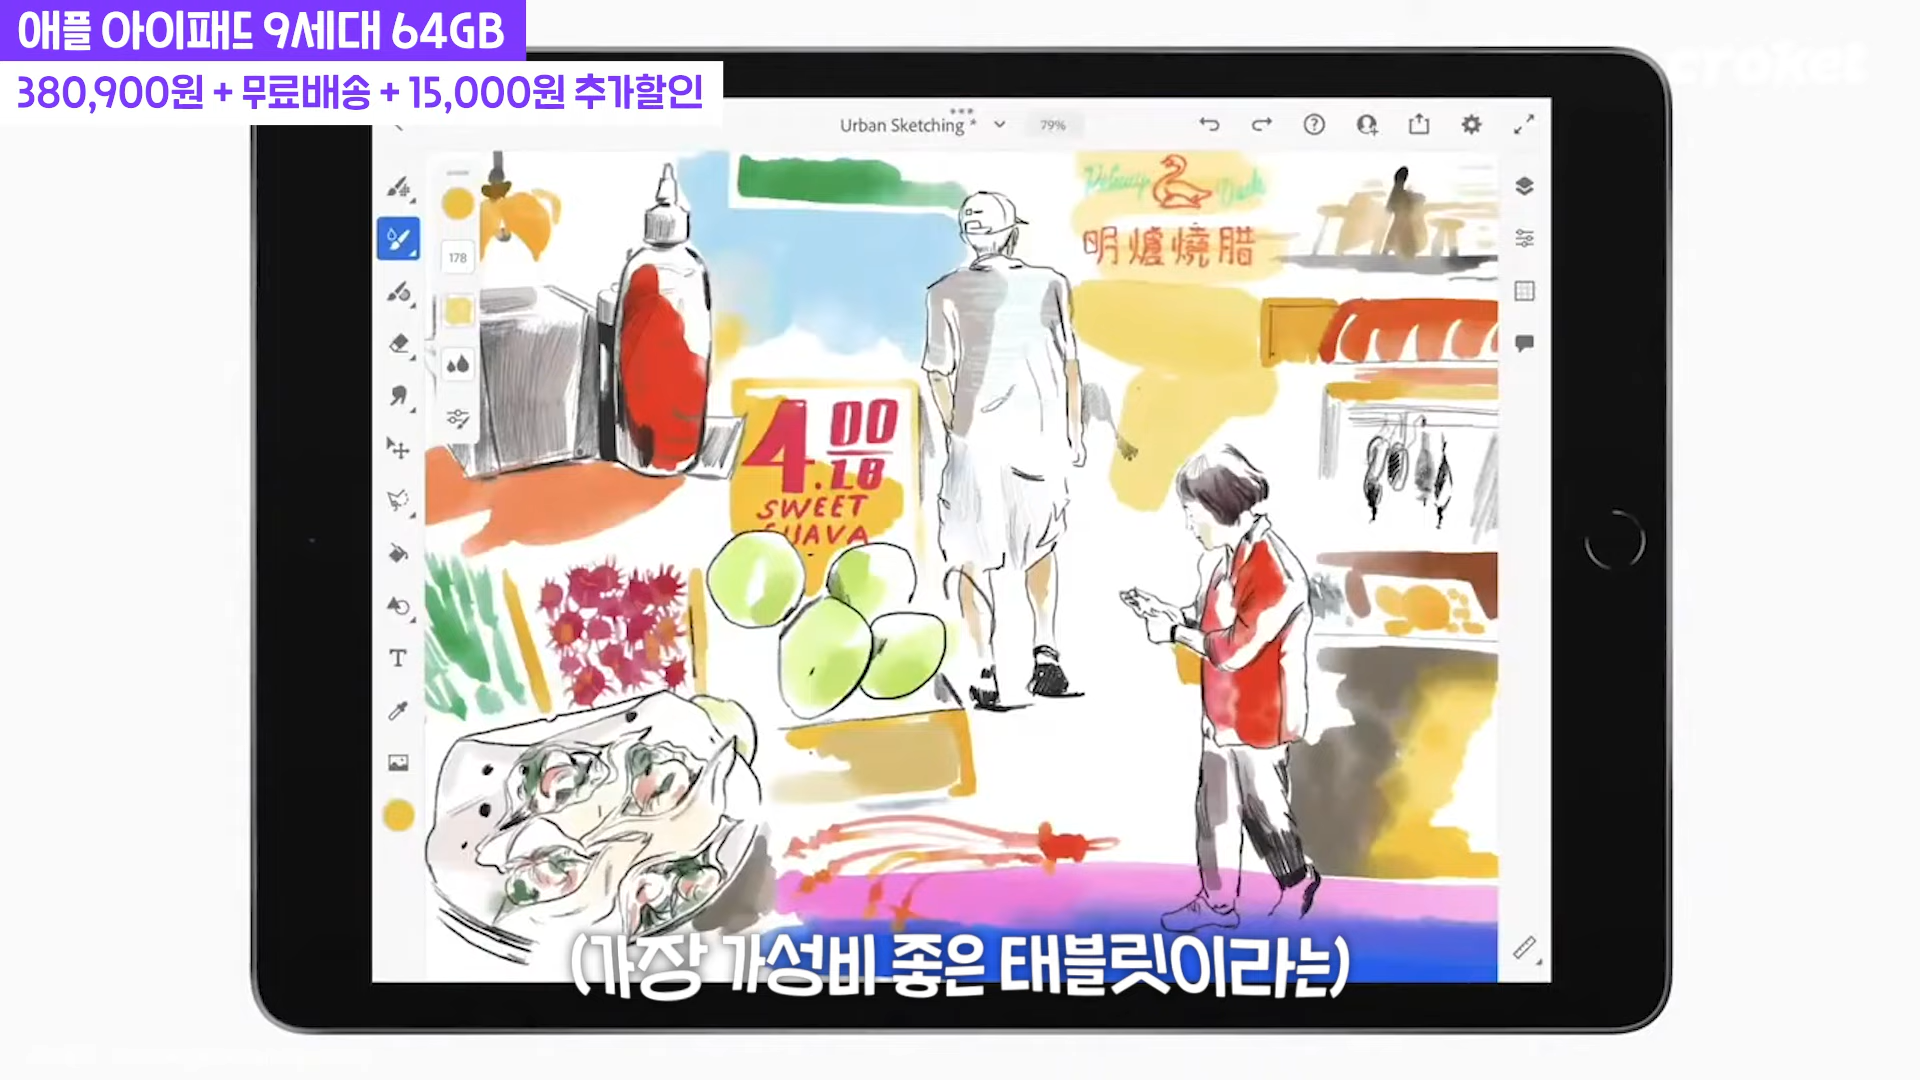 애플 아이패드 9세대 64GB
380,900원 + 무료배송 + 15,000원 추가할인
croket
Urban Sketching *
79%
178
明爐燒腊
4.00
LB
SWEET
GUAVA
T
(가장 가성비 좋은 태블릿이라는)